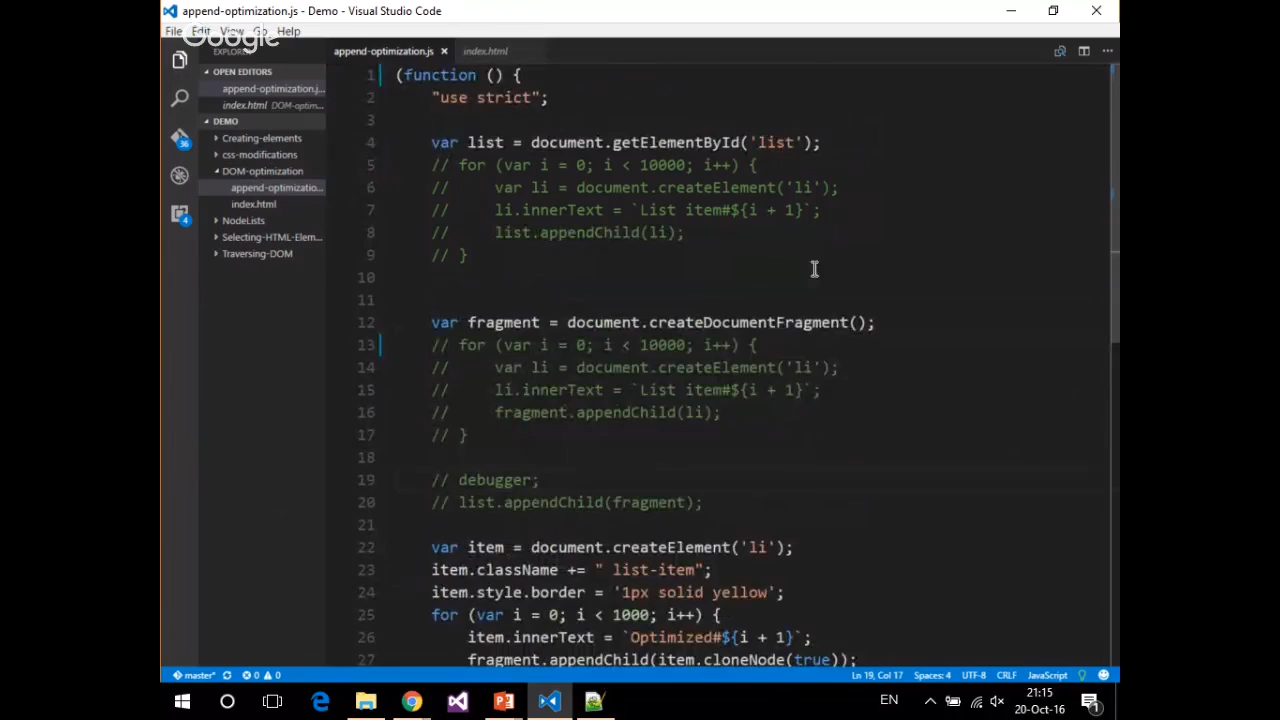 append-optimization.js - Demo - Visual Studio Code
File Edit View Go Help
Google
EXPLORER
append-optimization.js × index.html
OPEN EDITORS
append-optimization.j...
index.html DOM-optim...
DEMO
Creating-elements
css-modifications
DOM-optimization
append-optimizatio...
index.html
NodeLists
Selecting-HTML-Elem...
Traversing-DOM
36
4
1 (function () {
2 "use strict";
3
4 var list = document.getElementById('list');
5 // for (var i = 0; i < 10000; i++) {
6 // var li = document.createElement('li');
7 // li.innerText = `List item#${i + 1}`;
8 // list.appendChild(li);
9 // }
10
11
12 var fragment = document.createDocumentFragment();
13 // for (var i = 0; i < 10000; i++) {
14 // var li = document.createElement('li');
15 // li.innerText = `List item#${i + 1}`;
16 // fragment.appendChild(li);
17 // }
18
19 // debugger;
20 // list.appendChild(fragment);
21
22 var item = document.createElement('li');
23 item.className += " list-item";
24 item.style.border = '1px solid yellow';
25 for (var i = 0; i < 1000; i++) {
26 item.innerText = `Optimized#${i + 1}`;
27 fragment.appendChild(item.cloneNode(true));
master* 0 0 Ln 19, Col 17 Spaces: 4 UTF-8 CRLF JavaScript
EN
21:15
20-Oct-16
1